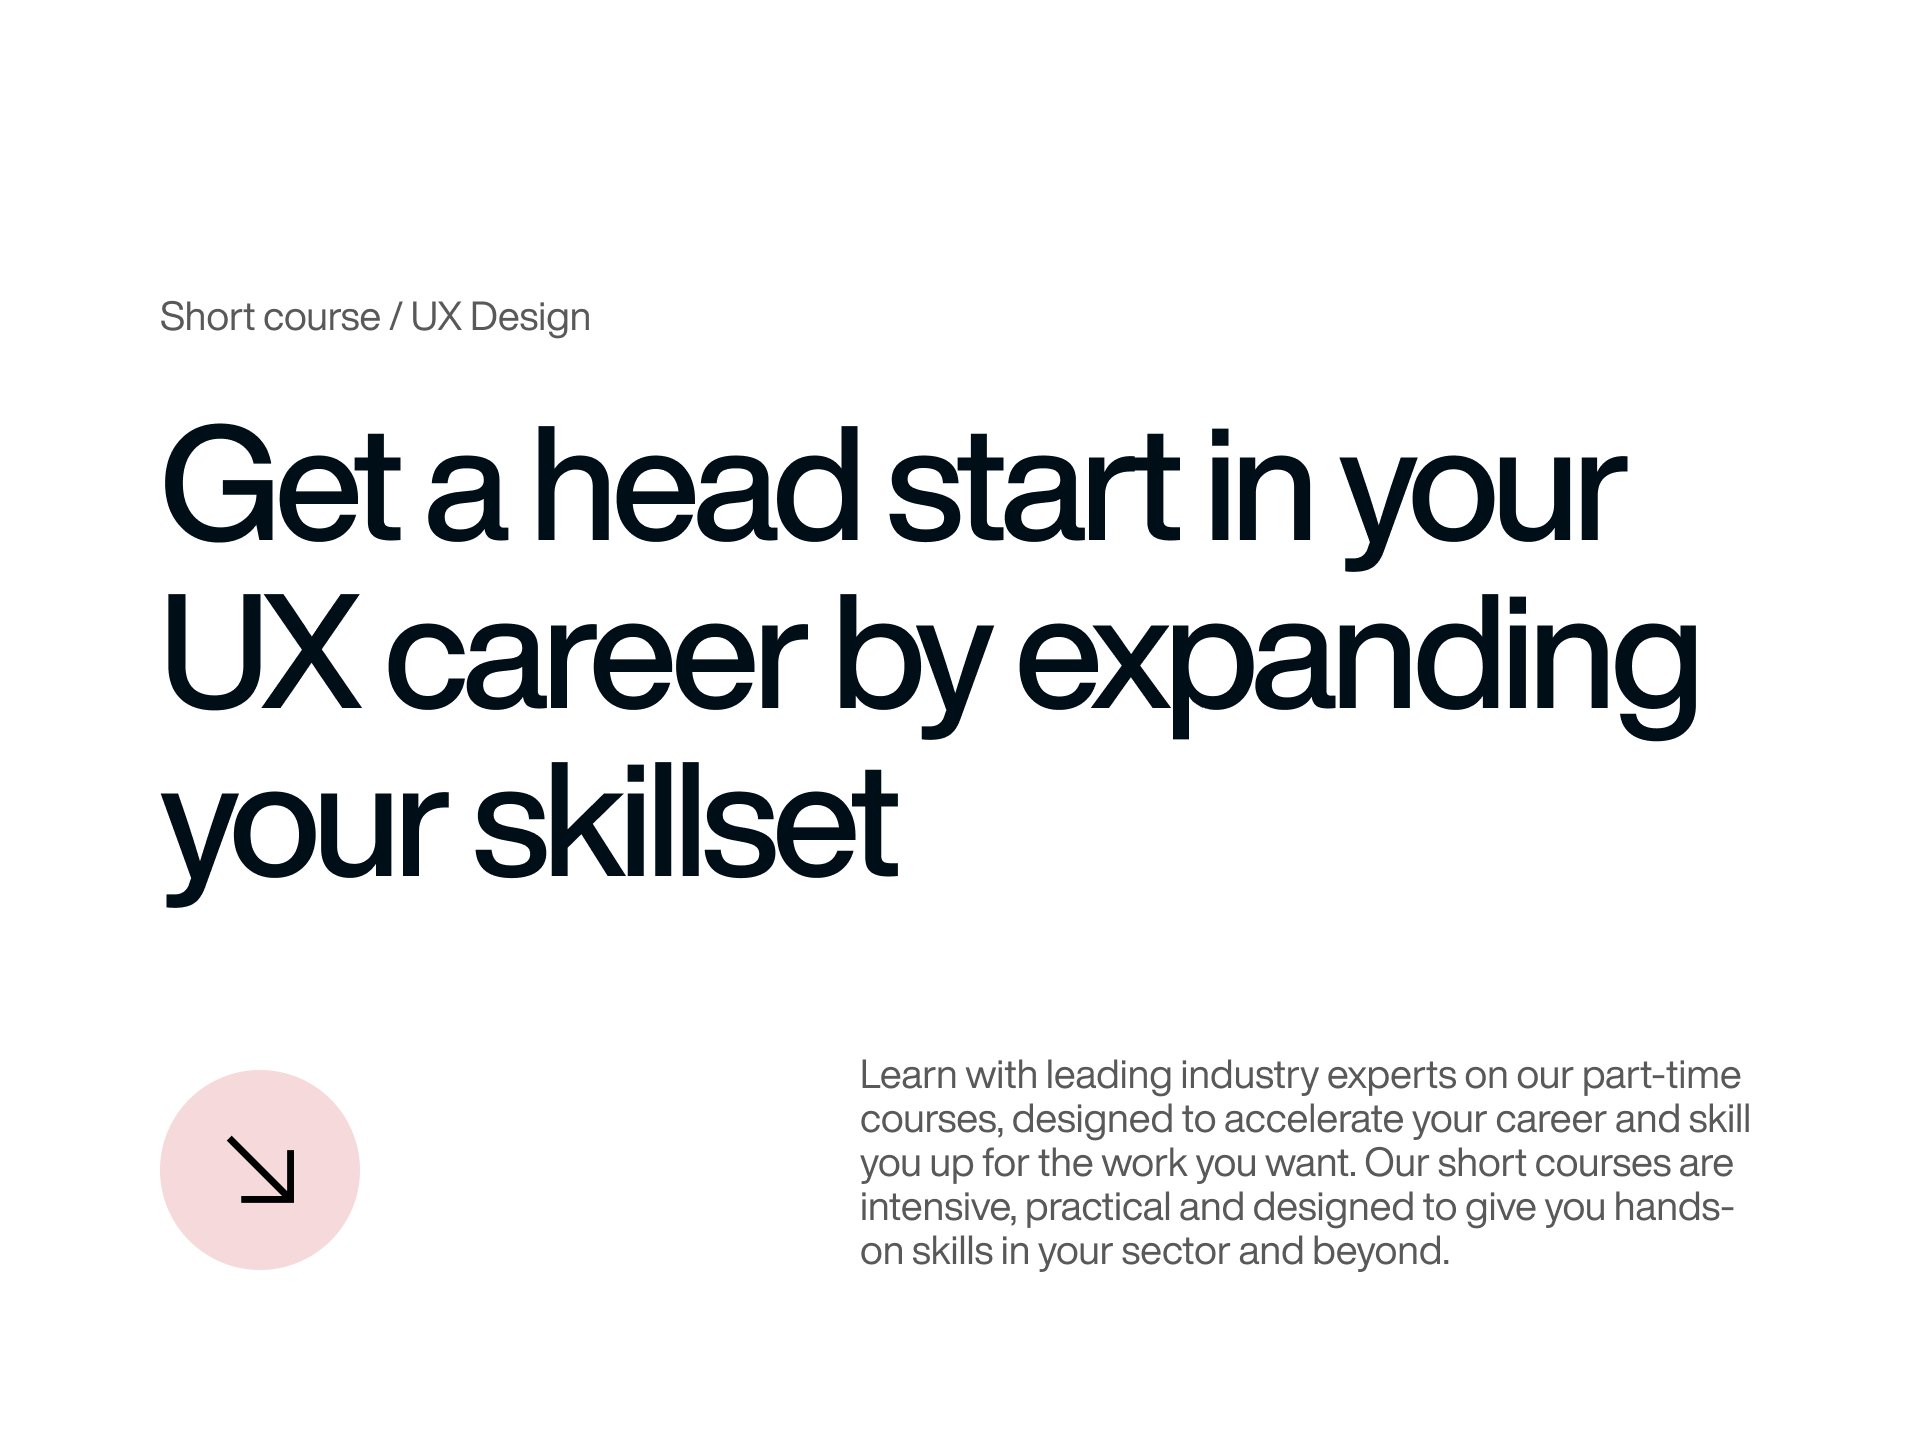 Short course / UX Design
Get a head start in your
UX career by expanding
your skillset
Learn with leading industry experts on our part-time
courses, designed to accelerate your career and skill
you up for the work you want. Our short courses are
intensive, practical and designed to give you hands-
on skills in your sector and beyond.